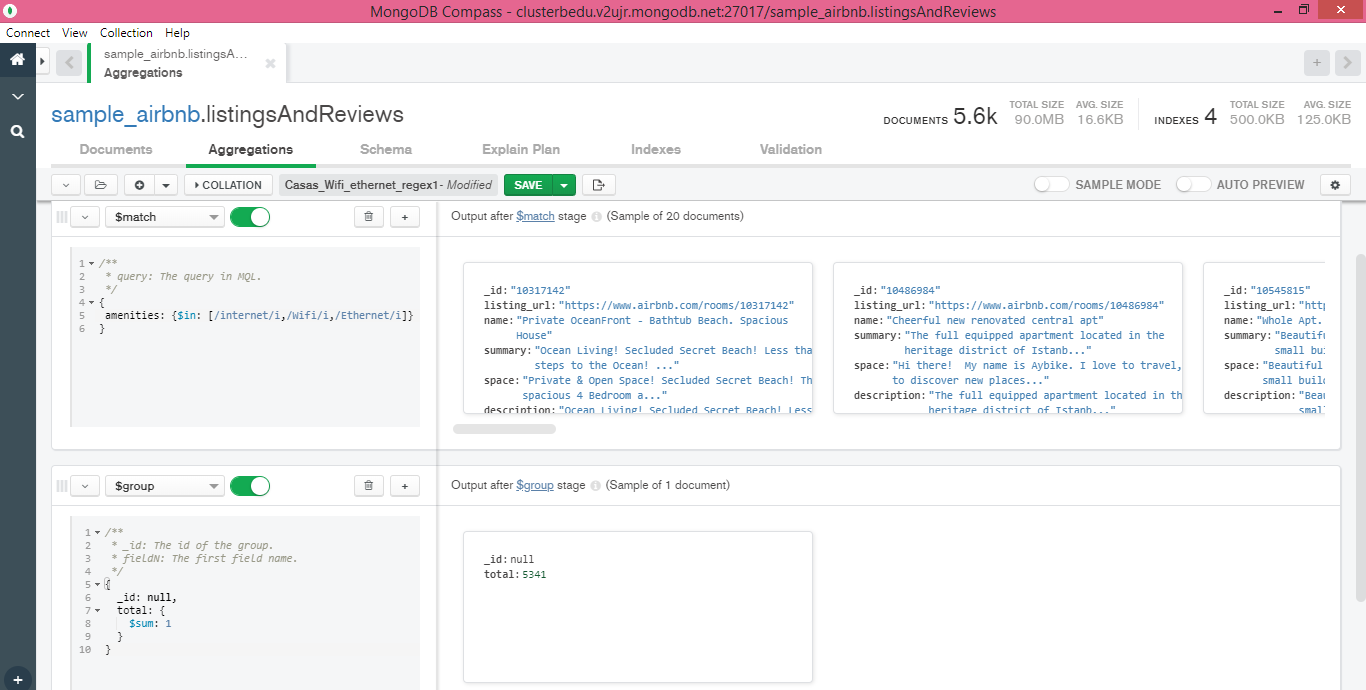 MongoDB Compass - clusterbedu.v2ujr.mongodb.net:27017/sample_airbnb.listingsAndReviews
Connect View Collection Help
sample_airbnb.listingsA...
Aggregations
sample_airbnb.listingsAndReviews
DOCUMENTS 5.6k TOTAL SIZE 90.0MB AVG. SIZE 16.6KB INDEXES 4 TOTAL SIZE 500.0KB AVG. SIZE 125.0KB
Documents Aggregations Schema Explain Plan Indexes Validation
COLLATION Casas_Wifi_ethernet_regex1- Modified SAVE SAMPLE MODE AUTO PREVIEW
$match
Output after $match stage (Sample of 20 documents)
1 /**
2 * query: The query in MQL.
3 */
4 {
5 amenities: {$in: [/internet/i,/Wifi/i,/Ethernet/i]}
6 }
_id: "10317142"
listing_url: "https://www.airbnb.com/rooms/10317142"
name: "Private OceanFront - Bathtub Beach. Spacious
House"
summary: "Ocean Living! Secluded Secret Beach! Less tha
steps to the Ocean! ..."
space: "Private & Open Space! Secluded Secret Beach! Th
spacious 4 Bedroom a..."
description: "Ocean Living! Secluded Secret Beach! Less
_id: "10486984"
listing_url: "https://www.airbnb.com/rooms/10486984"
name: "Cheerful new renovated central apt"
summary: "The full equipped apartment located in the
heritage district of Istanb..."
space: "Hi there! My name is Aybike. I love to travel,
to discover new places..."
description: "The full equipped apartment located in th
heritage district of Istanb..."
_id: "10545815"
listing_url: "http
name: "Whole Apt.
summary: "Beautifu
small bui
space: "Beautiful
small build
description: "Beau
smal
$group
Output after $group stage (Sample of 1 document)
1 /**
2 * _id: The id of the group.
3 * fieldN: The first field name.
4 */
5 {
6 _id: null,
7 total: {
8 $sum: 1
9 }
10 }
_id: null
total: 5341